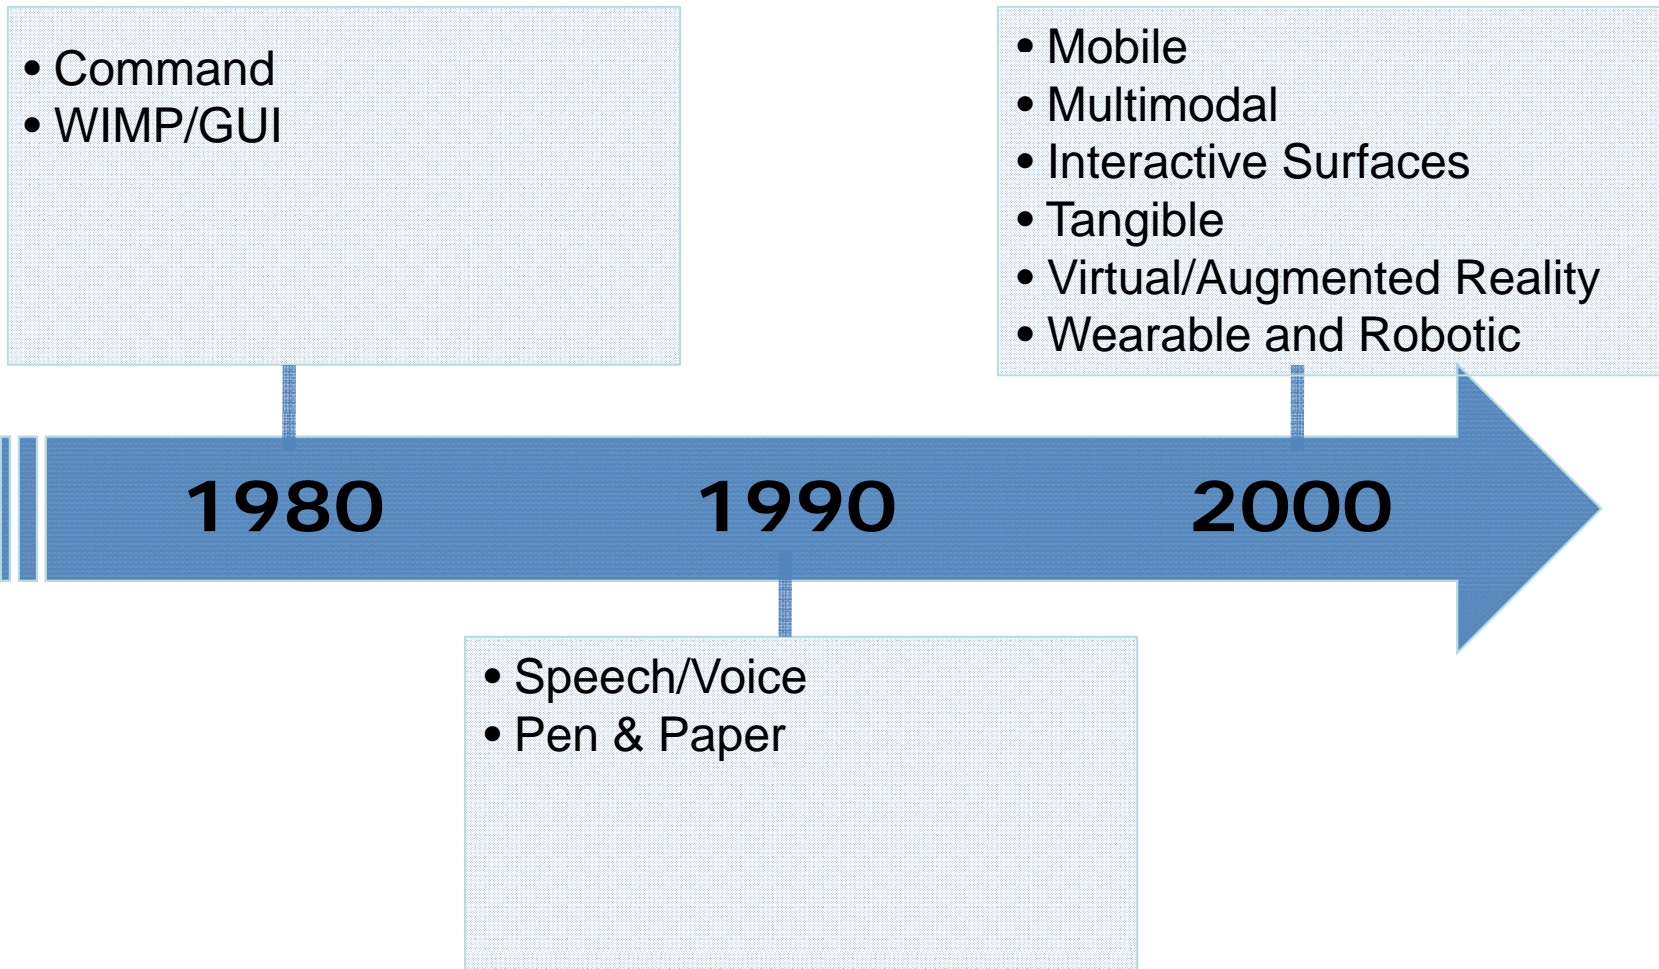 • Command
• WIMP/GUI
• Mobile
• Multimodal
• Interactive Surfaces
• Tangible
• Virtual/Augmented Reality
• Wearable and Robotic
1980 1990 2000
• Speech/Voice
• Pen & Paper